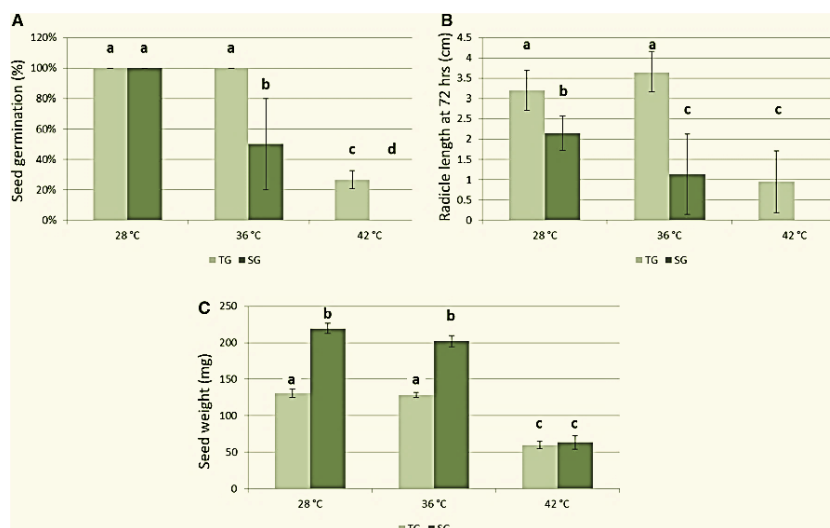 A
Seed germination (%)
120%
100%
80%
60%
40%
20%
0%
a a a b c d
28 °C 36 °C 42 °C
TG SG
B
Radicle length at 72 hrs (cm)
4.5
4
3.5
3
2.5
2
1.5
1
0.5
0
a b a c c
28 °C 36 °C 42 °C
TG SG
C
Seed weight (mg)
250
200
150
100
50
0
a b a b c c
28 °C 36 °C 42 °C
TG SG